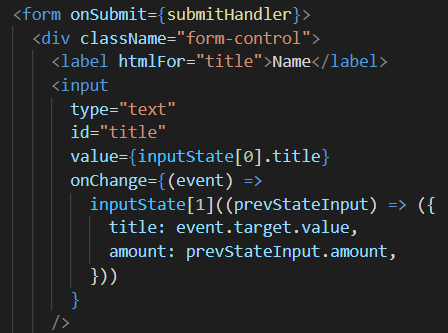 <form onSubmit={submitHandler}>
<div className="form-control">
<label htmlFor="title">Name</label>
<input
type="text"
id="title"
value={inputState[0].title}
onChange={(event) =>
inputState[1]((prevStateInput) => ({
title: event.target.value,
amount: prevStateInput.amount,
}))
}
/>